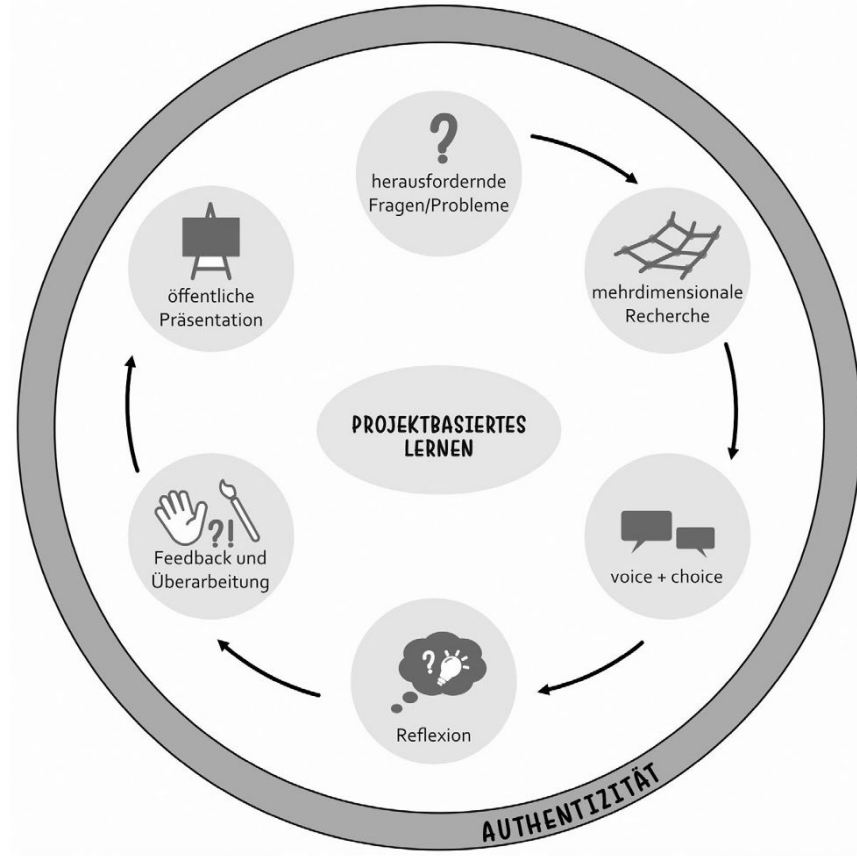 ?
herausfordernde
Fragen/Probleme
mehrdimensionale
Recherche
voice + choice
?
Reflexion
?!
Feedback und
Überarbeitung
öffentliche
Präsentation
PROJEKTBASIERTES
LERNEN
AUTHENTIZITÄT